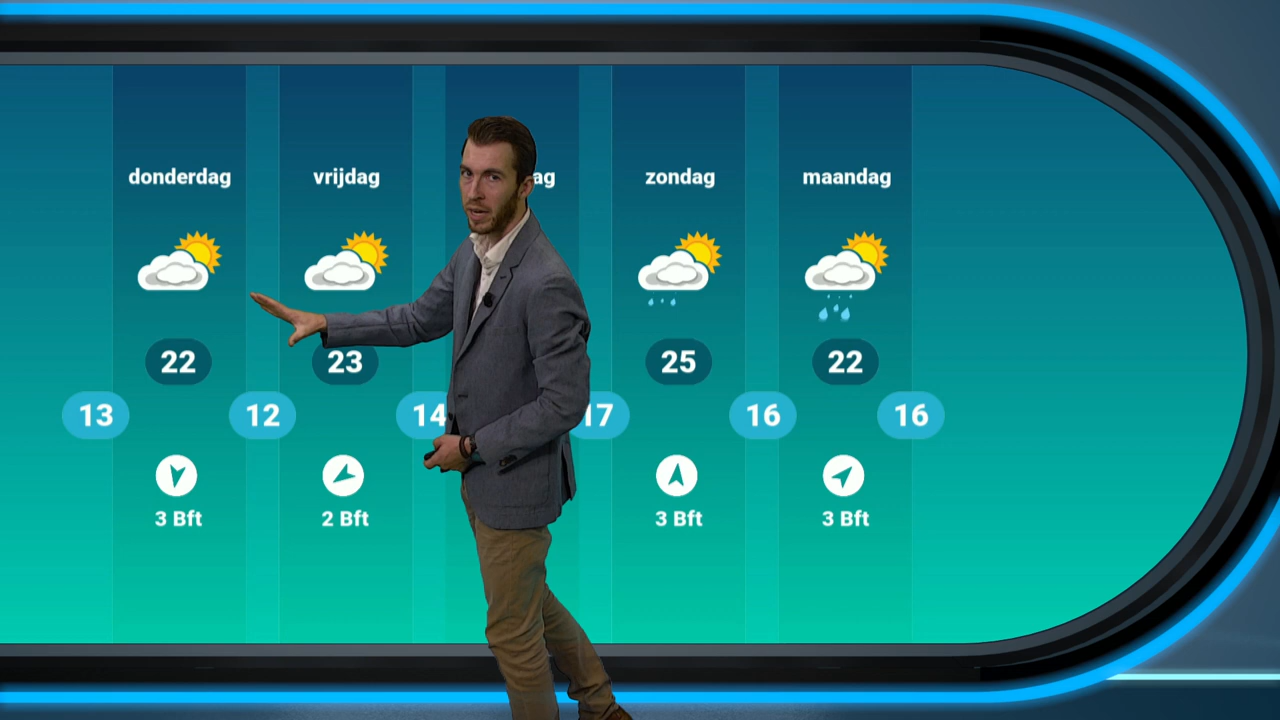 donderdag vrijdag ag zondag maandag
22 23 25 22
13 12 14 17 16 16
3 Bft 2 Bft 3 Bft 3 Bft